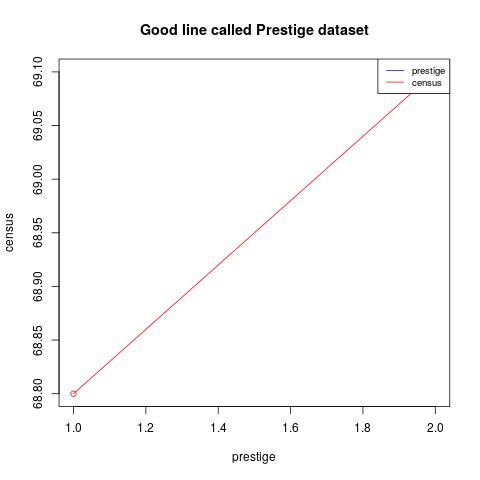 Good line called Prestige dataset
prestige
census
69.10
69.05
69.00
68.95
68.90
68.85
68.80
census
1.0 1.2 1.4 1.6 1.8 2.0
prestige